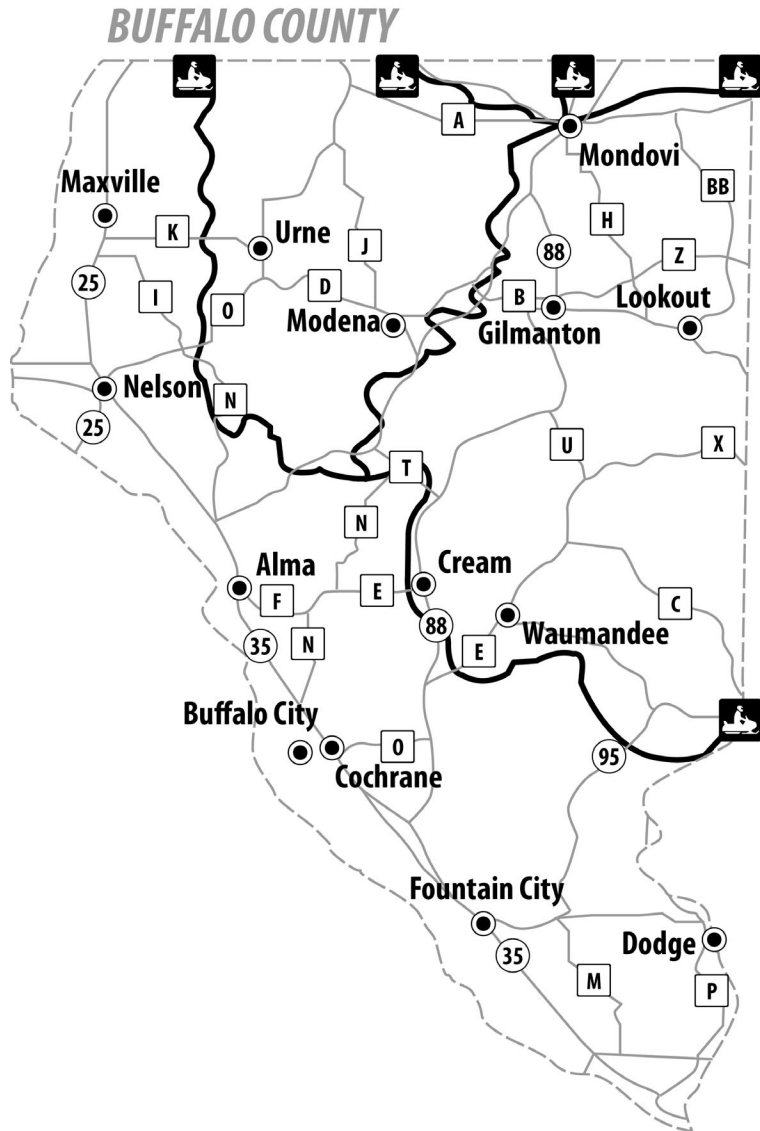 BUFFALO COUNTY
A
Mondovi
Maxville
BB
K
Urne
J
H
88
Z
25
I
O
D
B
Lookout
Modena
Gilmanton
Nelson
N
25
U
X
T
N
Alma
Cream
F
E
C
35
N
88
E
Waumandee
Buffalo City
O
Cochrane
95
Fountain City
Dodge
35
M
P